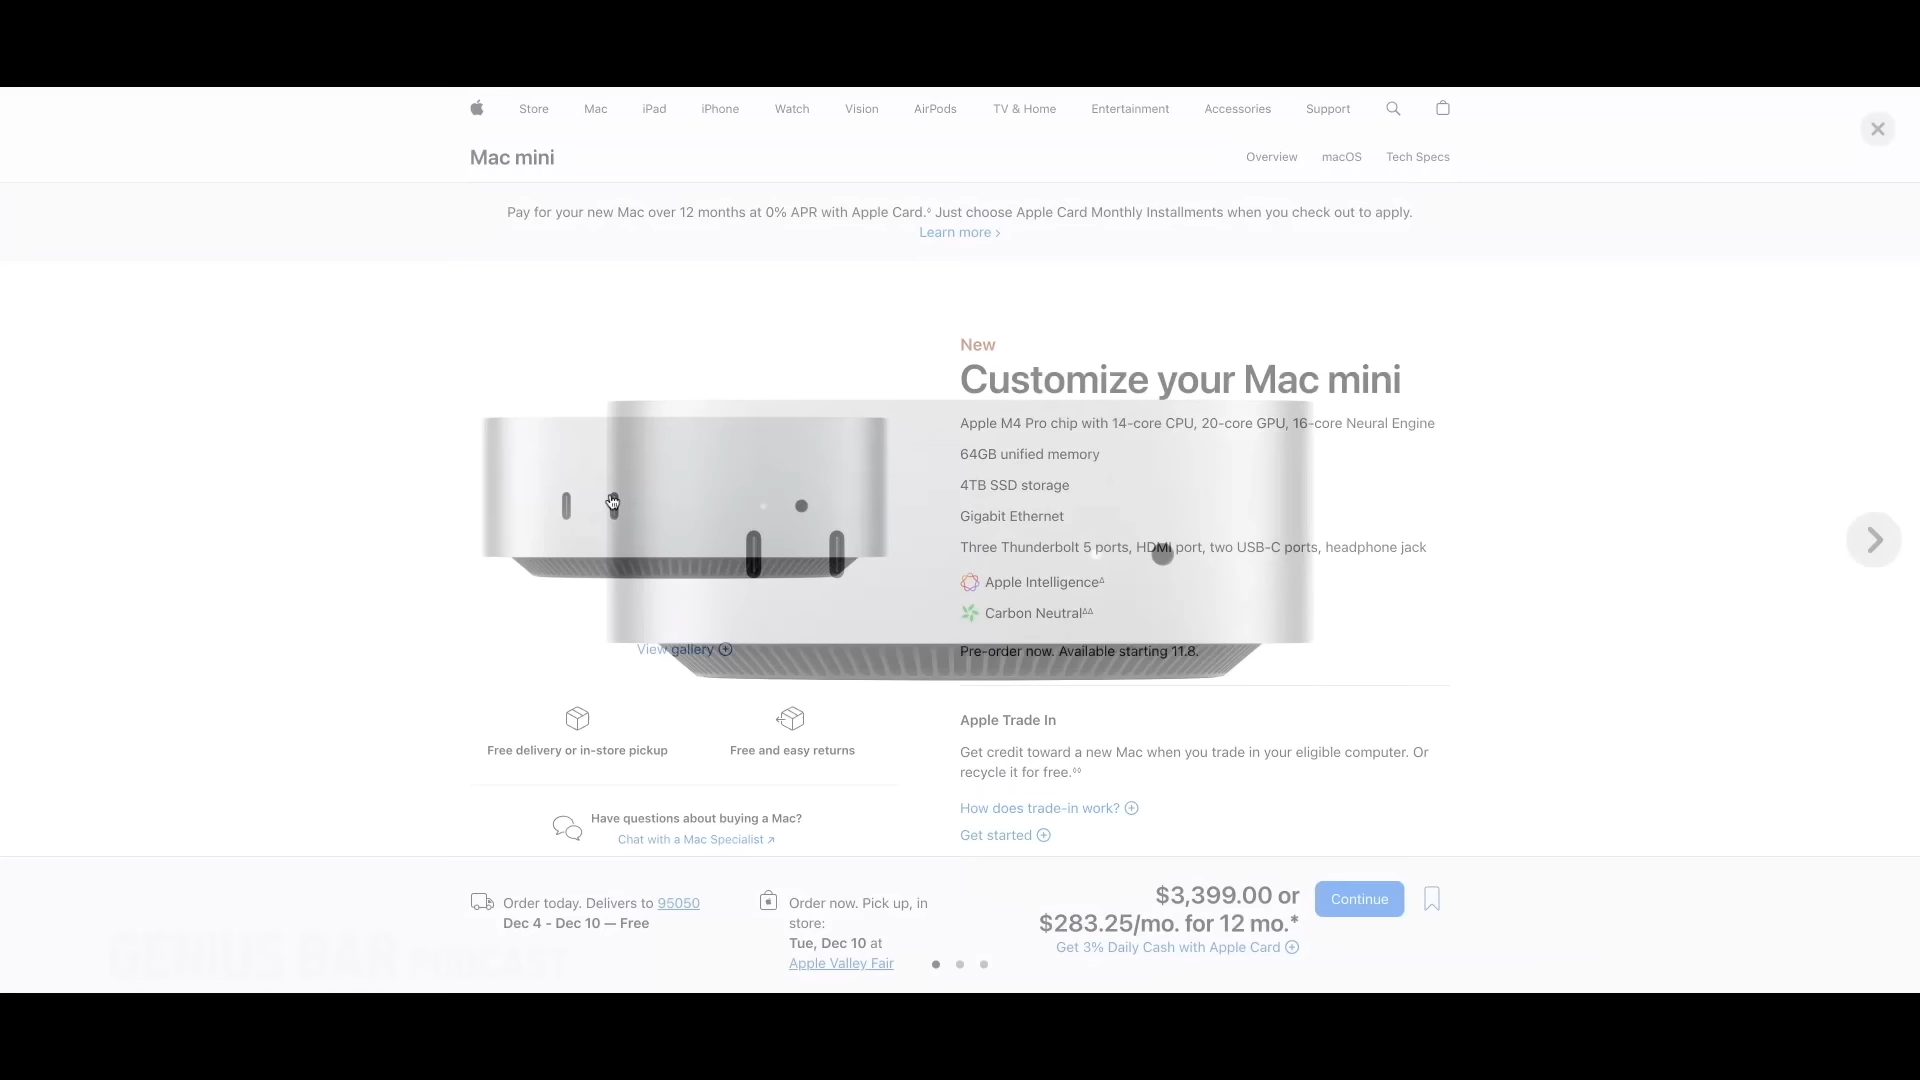 Store Mac iPad iPhone Watch Vision AirPods TV & Home Entertainment Accessories Support
Mac mini
Overview macOS Tech Specs
Pay for your new Mac over 12 months at 0% APR with Apple Card.◊ Just choose Apple Card Monthly Installments when you check out to apply.
Learn more >
New
Customize your Mac mini
Apple M4 Pro chip with 14-core CPU, 20-core GPU, 16-core Neural Engine
64GB unified memory
4TB SSD storage
Gigabit Ethernet
Three Thunderbolt 5 ports, HDMI port, two USB-C ports, headphone jack
Apple Intelligence∆
Carbon Neutral∆∆
View gallery
Pre-order now. Available starting 11.8.
Free delivery or in-store pickup
Free and easy returns
Have questions about buying a Mac?
Chat with a Mac Specialist ↗
Apple Trade In
Get credit toward a new Mac when you trade in your eligible computer. Or
recycle it for free.◊◊
How does trade-in work?
Get started
Order today. Delivers to 95050
Dec 4 - Dec 10 — Free
Order now. Pick up, in
store:
Tue, Dec 10 at
Apple Valley Fair
$3,399.00 or
$283.25/mo. for 12 mo.*
Get 3% Daily Cash with Apple Card
Continue
GENIUS BAR PODCAST